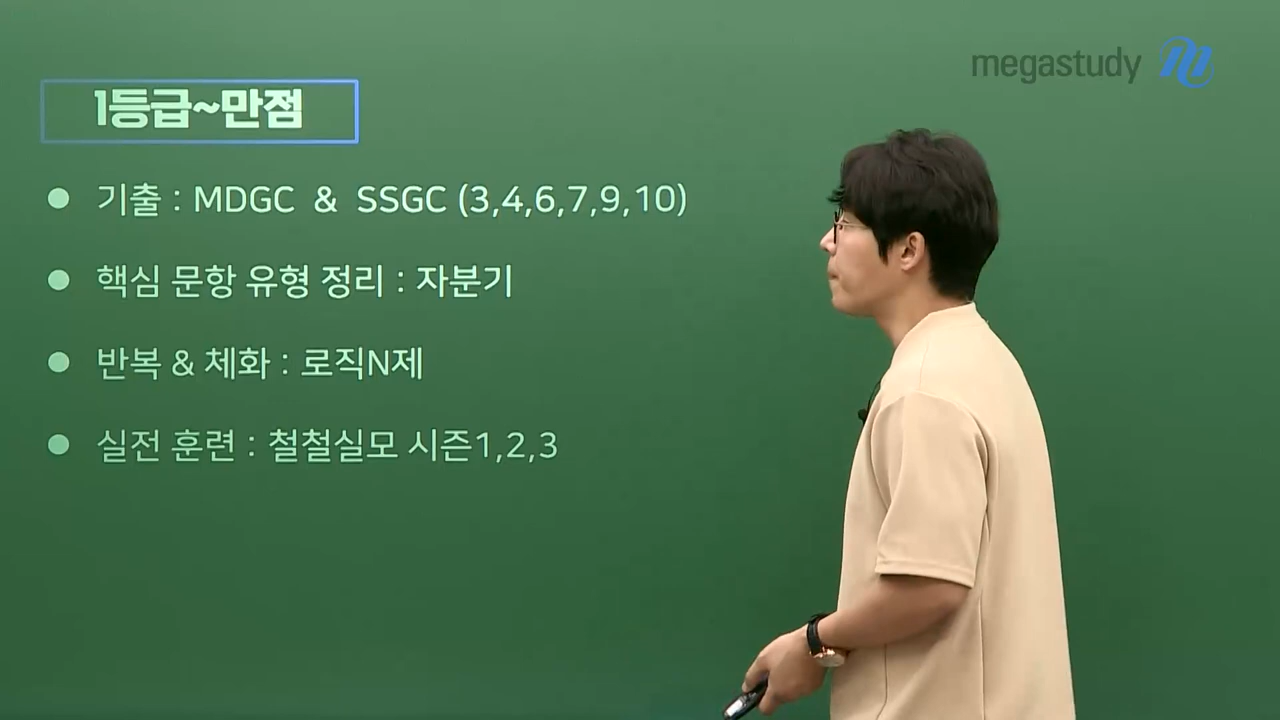 megastudy
1등급~만점
● 기출 : MDGC & SSGC (3,4,6,7,9,10)
● 핵심 문항 유형 정리 : 자분기
● 반복 & 체화 : 로직N제
● 실전 훈련 : 철철실모 시즌1,2,3